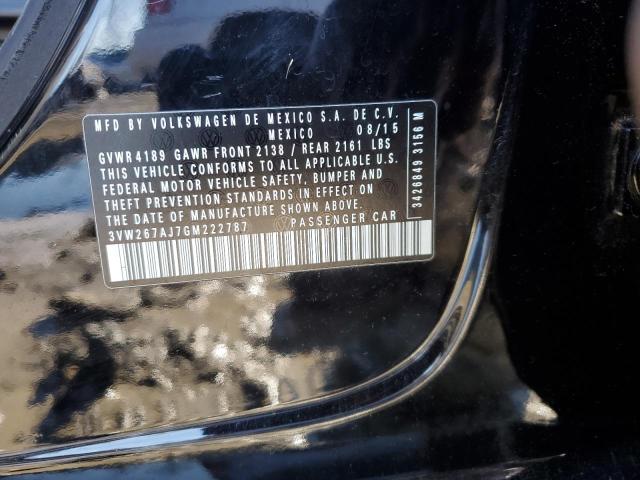 MFD BY VOLKSWAGEN DE MEXICO S.A. DE C.V.
MEXICO 08/15
GVWR 4189 GAWR FRONT 2138 / REAR 2161 LBS
THIS VEHICLE CONFORMS TO ALL APPLICABLE U.S.
FEDERAL MOTOR VEHICLE SAFETY, BUMPER AND
THEFT PREVENTION STANDARDS IN EFFECT ON
THE DATE OF MANUFACTURE SHOWN ABOVE.
3VW267AJ7GM222787 PASSENGER CAR
3426849 3156 M